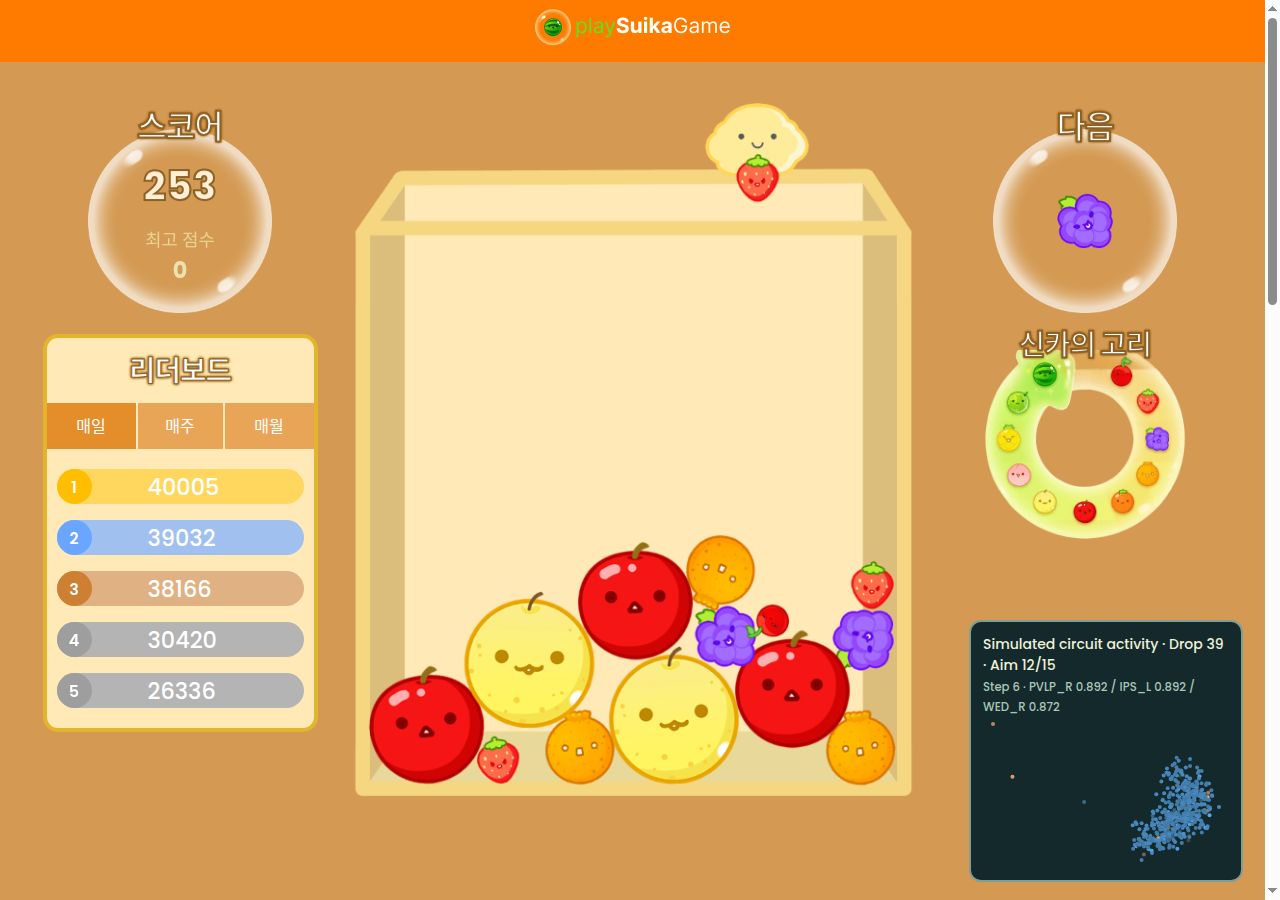 playSuikaGame
스코어
253
최고 점수
0
리더보드
매일 매주 매월
1 40005
2 39032
3 38166
4 30420
5 26336
다음
신카의 고리
Simulated circuit activity · Drop 39
· Aim 12/15
Step 6 · PVLP_R 0.892 / IPS_L 0.892 /
WED_R 0.872